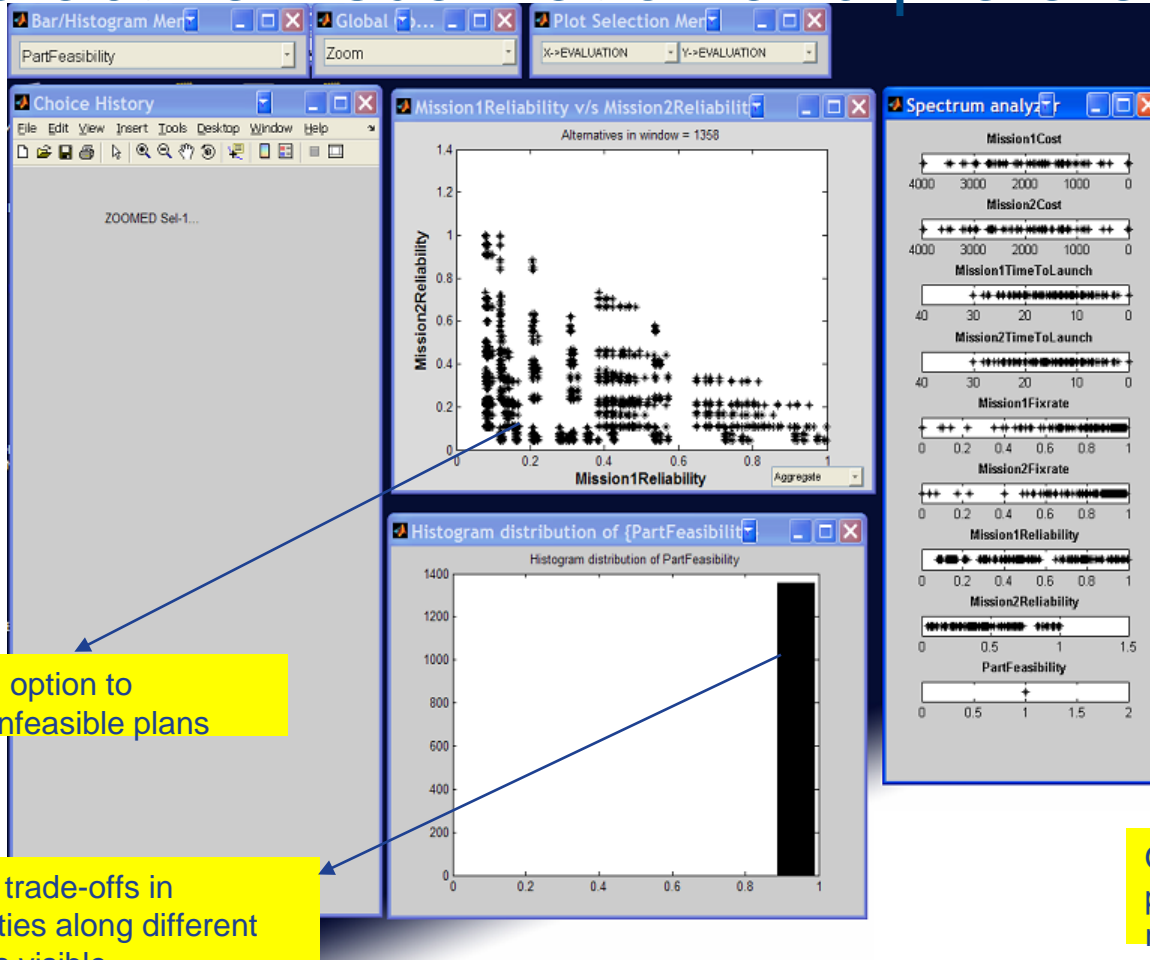 Bar/Histogram Men
Global
Plot Selection Men
PartFeasibility
Zoom
X->EVALUATION
Y->EVALUATION
Choice History
File Edit View Insert Tools Desktop Window Help
ZOOMED Sel-1...
Mission1Reliability v/s Mission2Reliabilit
Alternatives in window = 1358
1.4
1.2
1
0.8
0.6
0.4
0.2
0
Mission2Reliability
0 0.2 0.4 0.6 0.8 1
Mission1Reliability
Aggregate
Histogram distribution of {PartFeasibilit
Histogram distribution of PartFeasibility
1400
1200
1000
800
600
400
200
0
0 0.2 0.4 0.6 0.8 1
Spectrum analyz
Mission1Cost
4000 3000 2000 1000 0
Mission2Cost
4000 3000 2000 1000 0
Mission1TimeToLaunch
40 30 20 10 0
Mission2TimeToLaunch
40 30 20 10 0
Mission1Fixrate
0 0.2 0.4 0.6 0.8 1
Mission2Fixrate
0 0.2 0.4 0.6 0.8 1
Mission1Reliability
0 0.2 0.4 0.6 0.8 1
Mission2Reliability
0 0.5 1 1.5
PartFeasibility
0 0.5 1 1.5 2
option to
nfeasible plans
trade-offs in
ties along different
visible